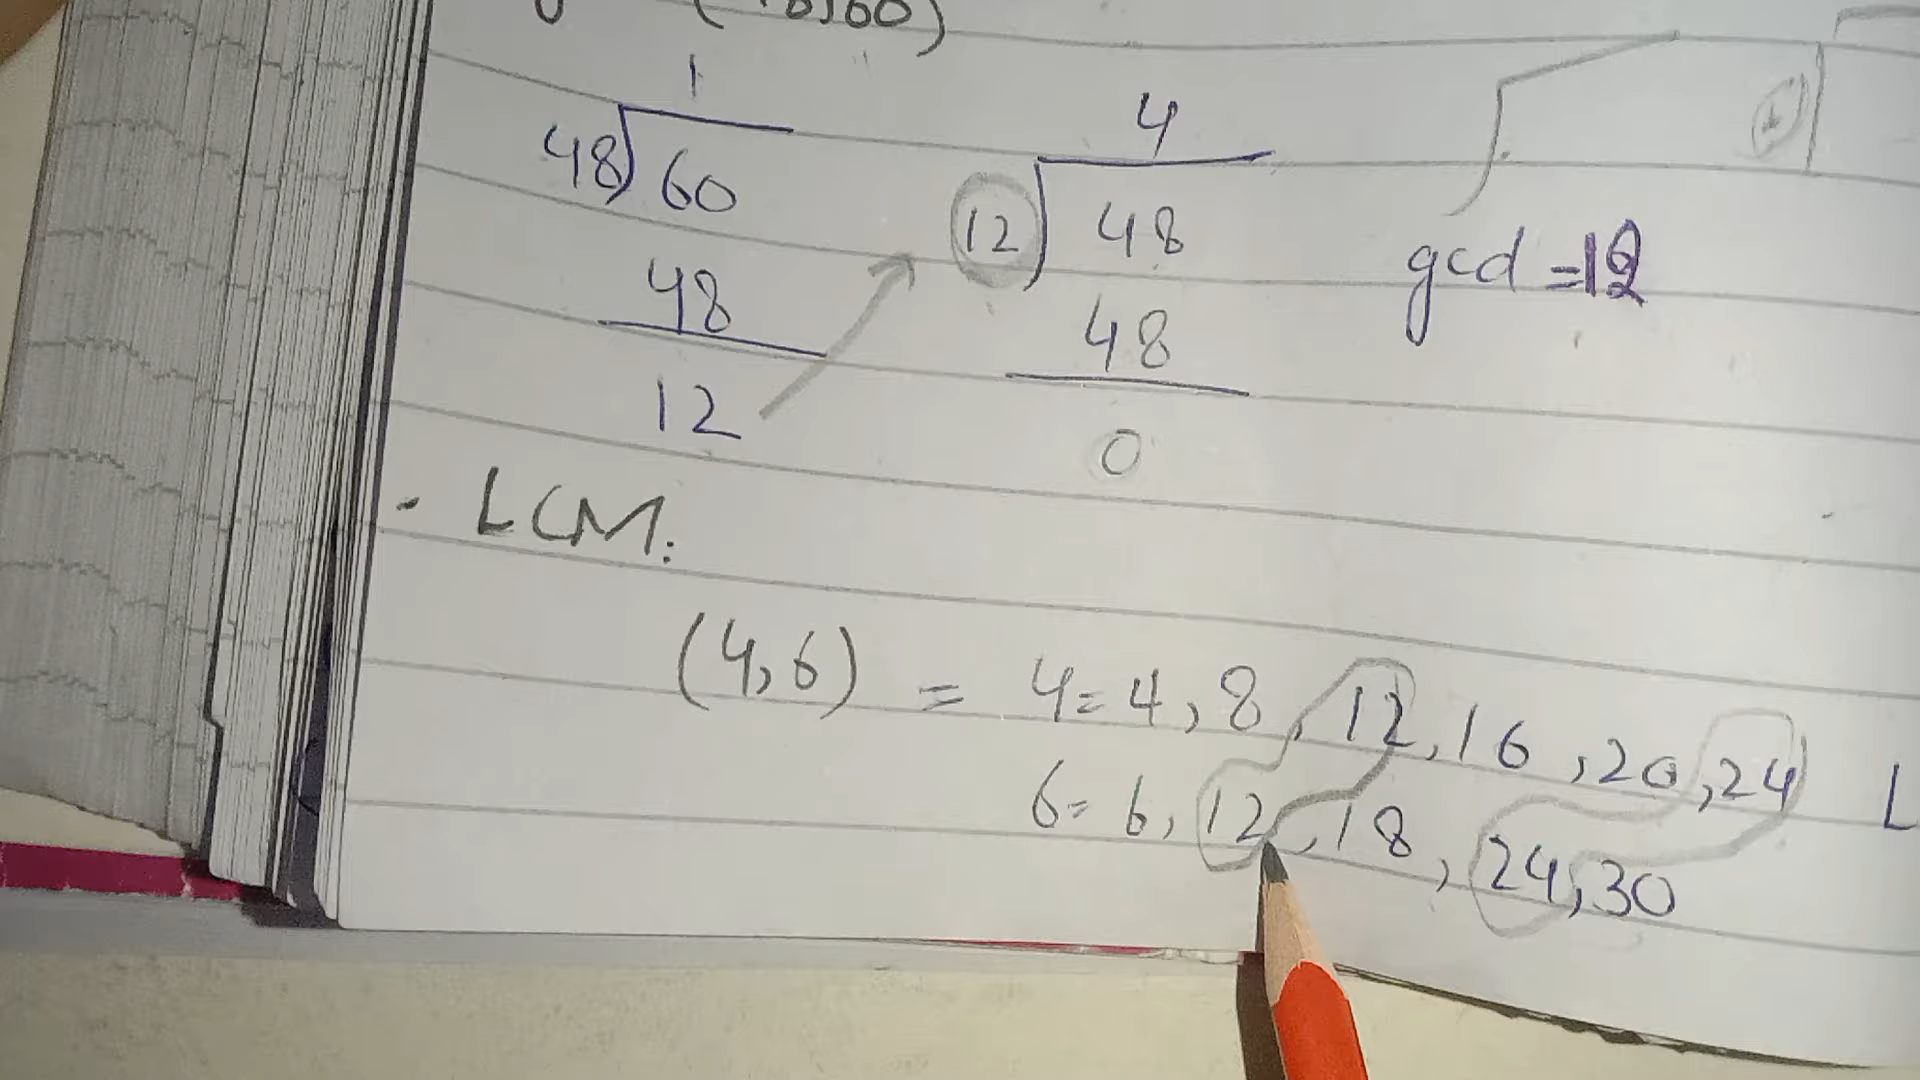 60)
1
48) 60
48
12
4
12) 48
48
0
gcd = 12
- LCM:
(4,6) = 4 = 4, 8, 12, 16, 20, 24 L
6 = 6, 12, 18, 24, 30